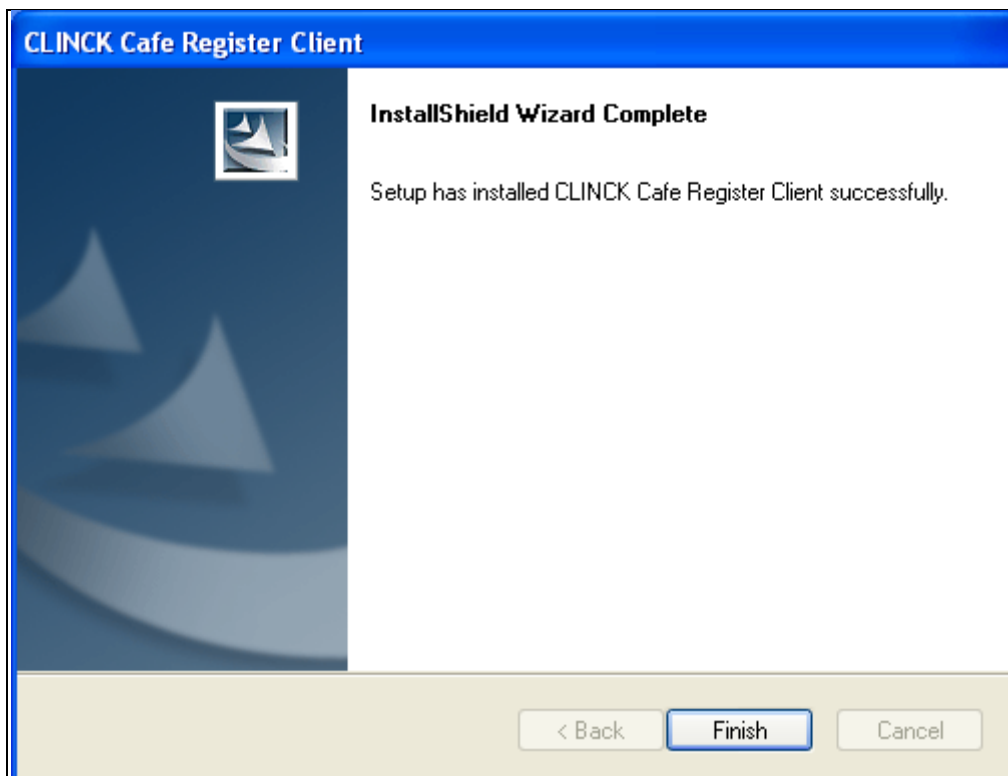 CLINCK Cafe Register Client
InstallShield Wizard Complete
Setup has installed CLINCK Cafe Register Client successfully.
< Back
Finish
Cancel